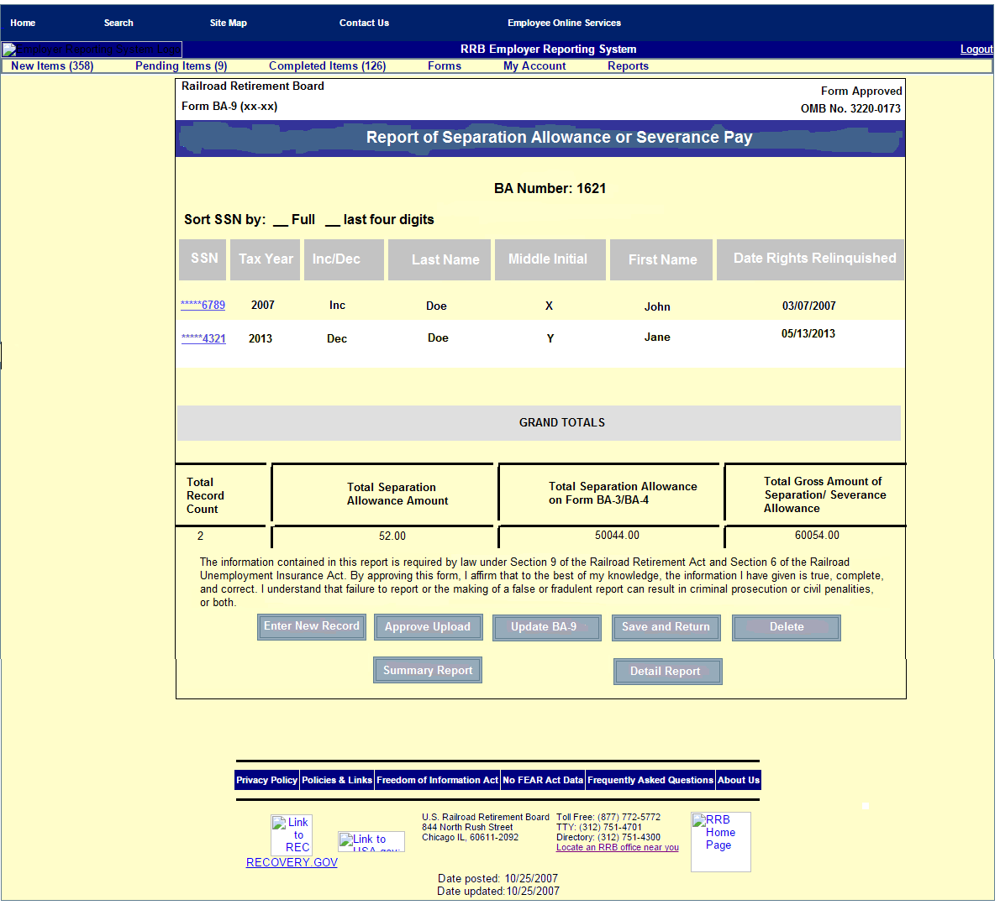 Home Search Site Map Contact Us Employee Online Services
Employer Reporting System Logo RRB Employer Reporting System Logout
New Items (358) Pending Items (9) Completed Items (126) Forms My Account Reports
Railroad Retirement Board
Form Approved
Form BA-9 (xx-xx)
OMB No. 3220-0173
Report of Separation Allowance or Severance Pay
BA Number: 1621
Sort SSN by: __ Full __ last four digits
SSN Tax Year Inc/Dec Last Name Middle Initial First Name Date Rights Relinquished
*****6789 2007 Inc Doe X John 03/07/2007
*****4321 2013 Dec Doe Y Jane 05/13/2013
GRAND TOTALS
Total
Record
Count
Total Separation
Allowance Amount
Total Separation Allowance
on Form BA-3/BA-4
Total Gross Amount of
Separation/ Severance
Allowance
2 52.00 50044.00 60054.00
The information contained in this report is required by law under Section 9 of the Railroad Retirement Act and Section 6 of the Railroad
Unemployment Insurance Act. By approving this form, I affirm that to the best of my knowledge, the information I have given is true, complete,
and correct. I understand that failure to report or the making of a false or fradulent report can result in criminal prosecution or civil penalities,
or both.
Enter New Record Approve Upload Update BA-9 Save and Return Delete
Summary Report Detail Report
Privacy Policy Policies & Links Freedom of Information Act No FEAR Act Data Frequently Asked Questions About Us
Link
to
REC
RECOVERY.GOV
Link to
USA.gov:
U.S. Railroad Retirement Board
844 North Rush Street
Chicago IL, 60611-2092
Toll Free: (877) 772-5772
TTY: (312) 751-4701
Directory: (312) 751-4300
Locate an RRB office near you
RRB
Home
Page
Date posted: 10/25/2007
Date updated:10/25/2007